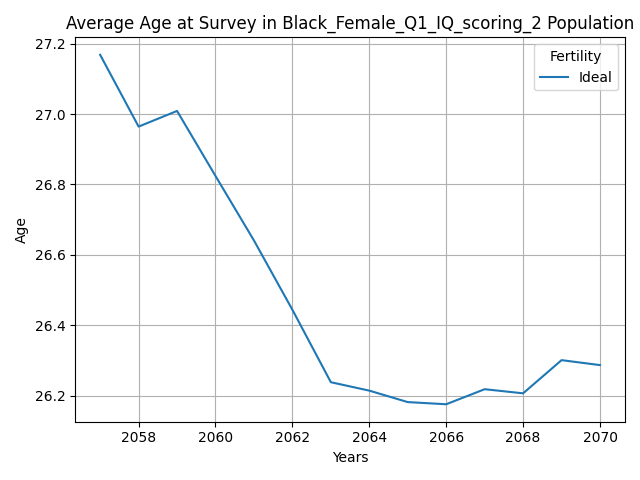 Average Age at Survey in Black_Female_Q1_IQ_scoring_2 Population
27.2
27.0
26.8
26.6
26.4
26.2
Age
Fertility
Ideal
2058 2060 2062 2064 2066 2068 2070
Years